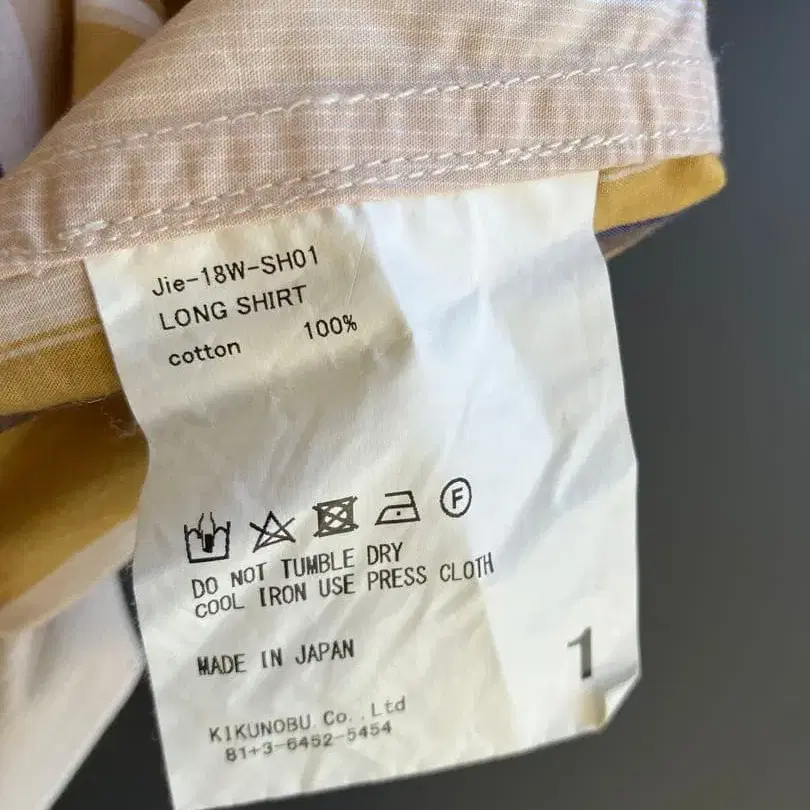 Jie-18W-SH01
LONG SHIRT
cotton 100%
F
DO NOT TUMBLE DRY
COOL IRON USE PRESS CLOTH
MADE IN JAPAN
1
KIKUNOBU. Co., Ltd
81+3-6452-5454